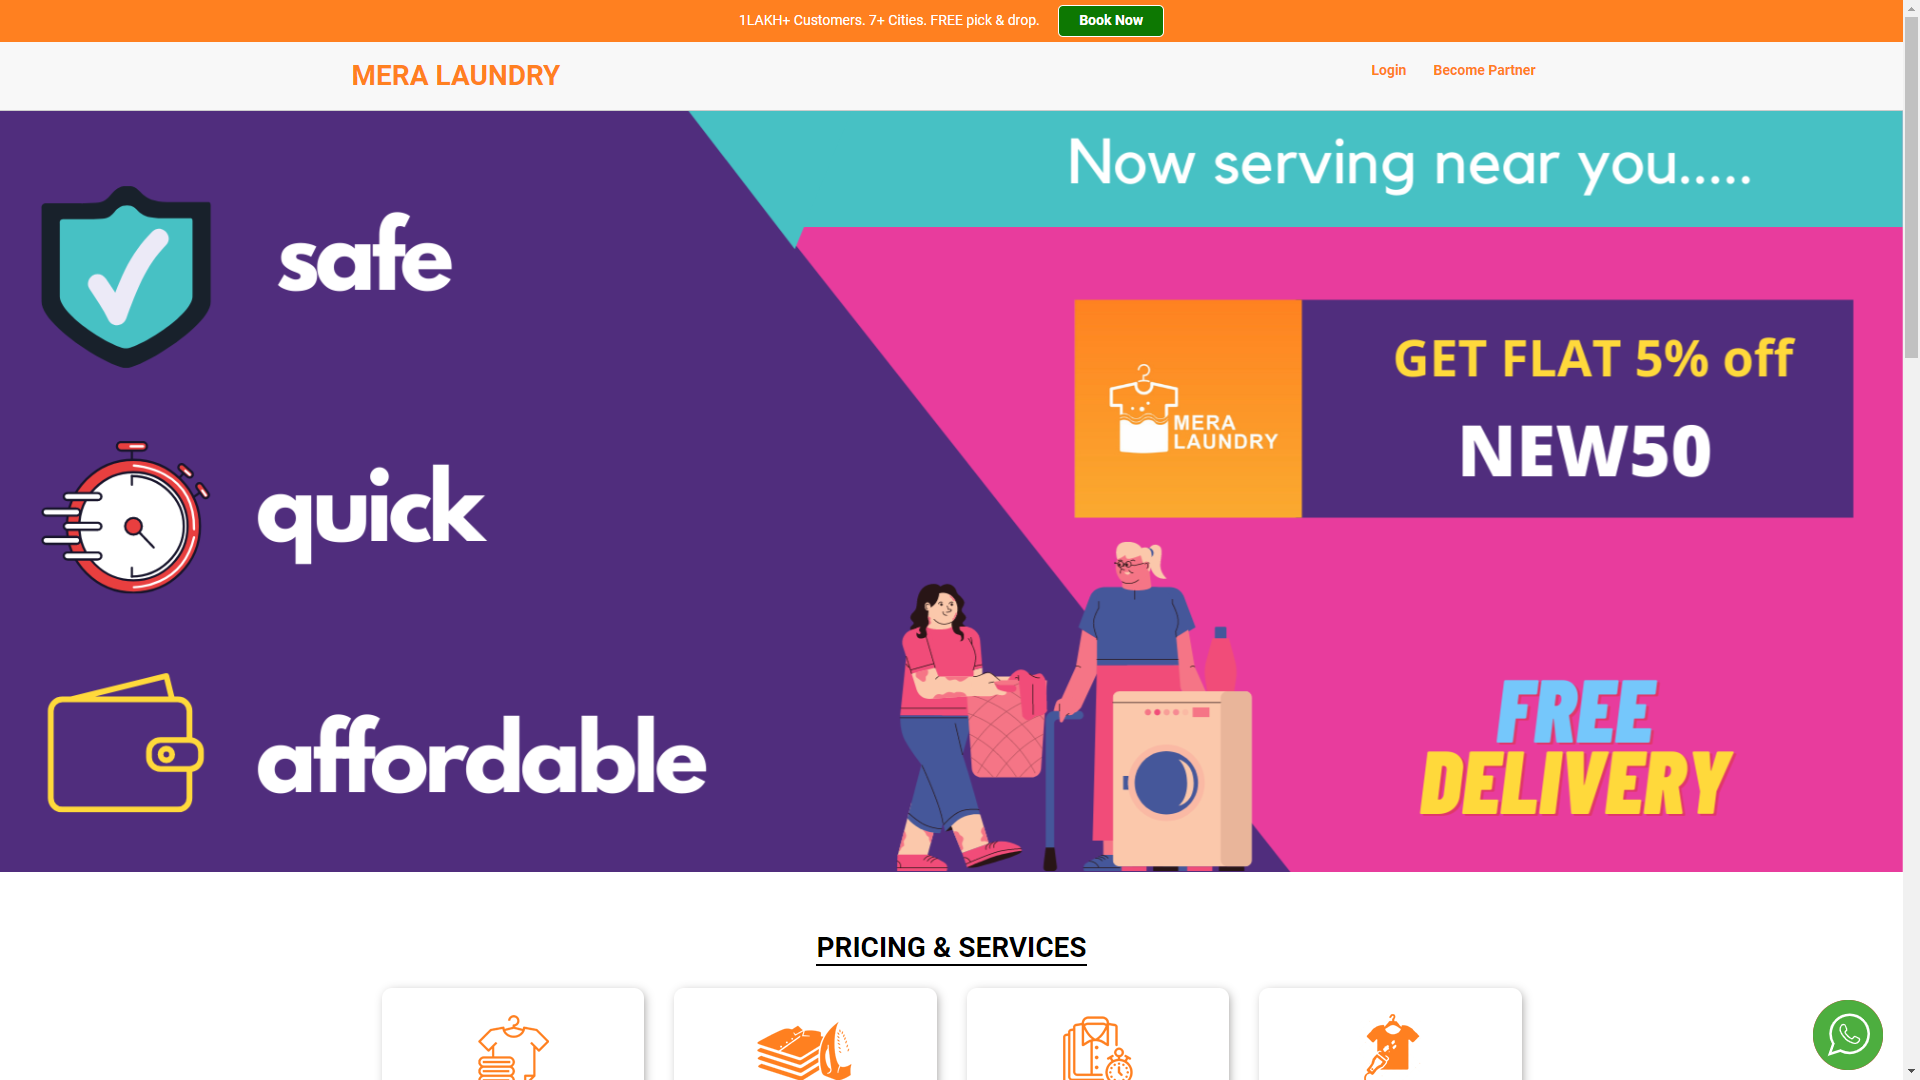 1LAKH+ Customers. 7+ Cities. FREE pick & drop.
Book Now
MERA LAUNDRY
Login
Become Partner
Now serving near you.....
safe
GET FLAT 5% off
MERA
LAUNDRY
NEW50
quick
FREE
DELIVERY
affordable
PRICING & SERVICES